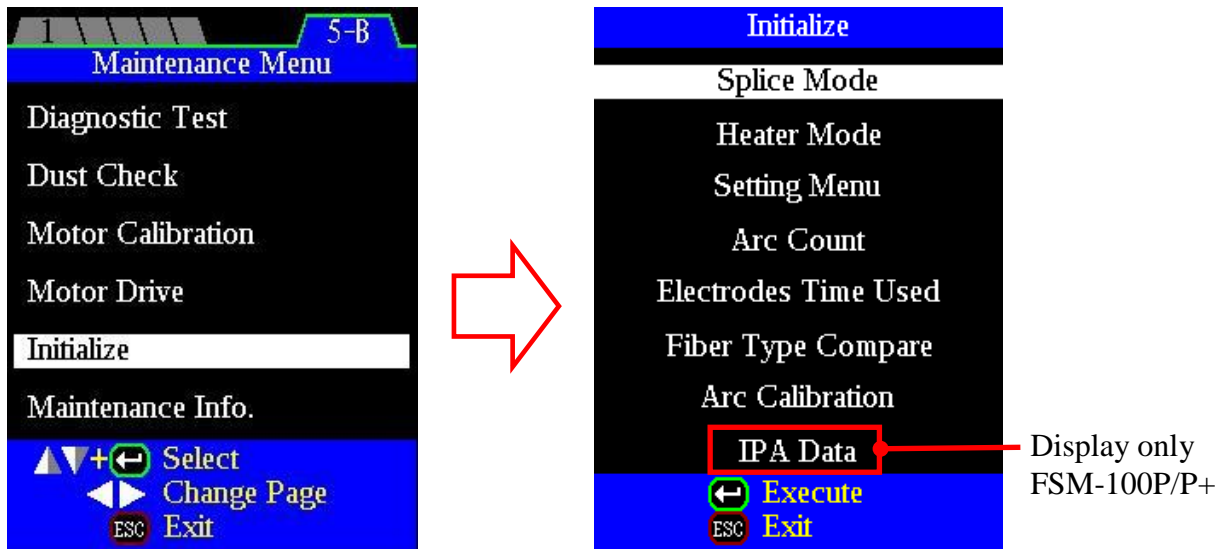 1
5-B
Maintenance Menu
Diagnostic Test
Dust Check
Motor Calibration
Motor Drive
Initialize
Maintenance Info.
+ Select
Change Page
ESC Exit
Initialize
Splice Mode
Heater Mode
Setting Menu
Arc Count
Electrodes Time Used
Fiber Type Compare
Arc Calibration
IPA Data
Execute
ESC Exit
Display only
FSM-100P/P+